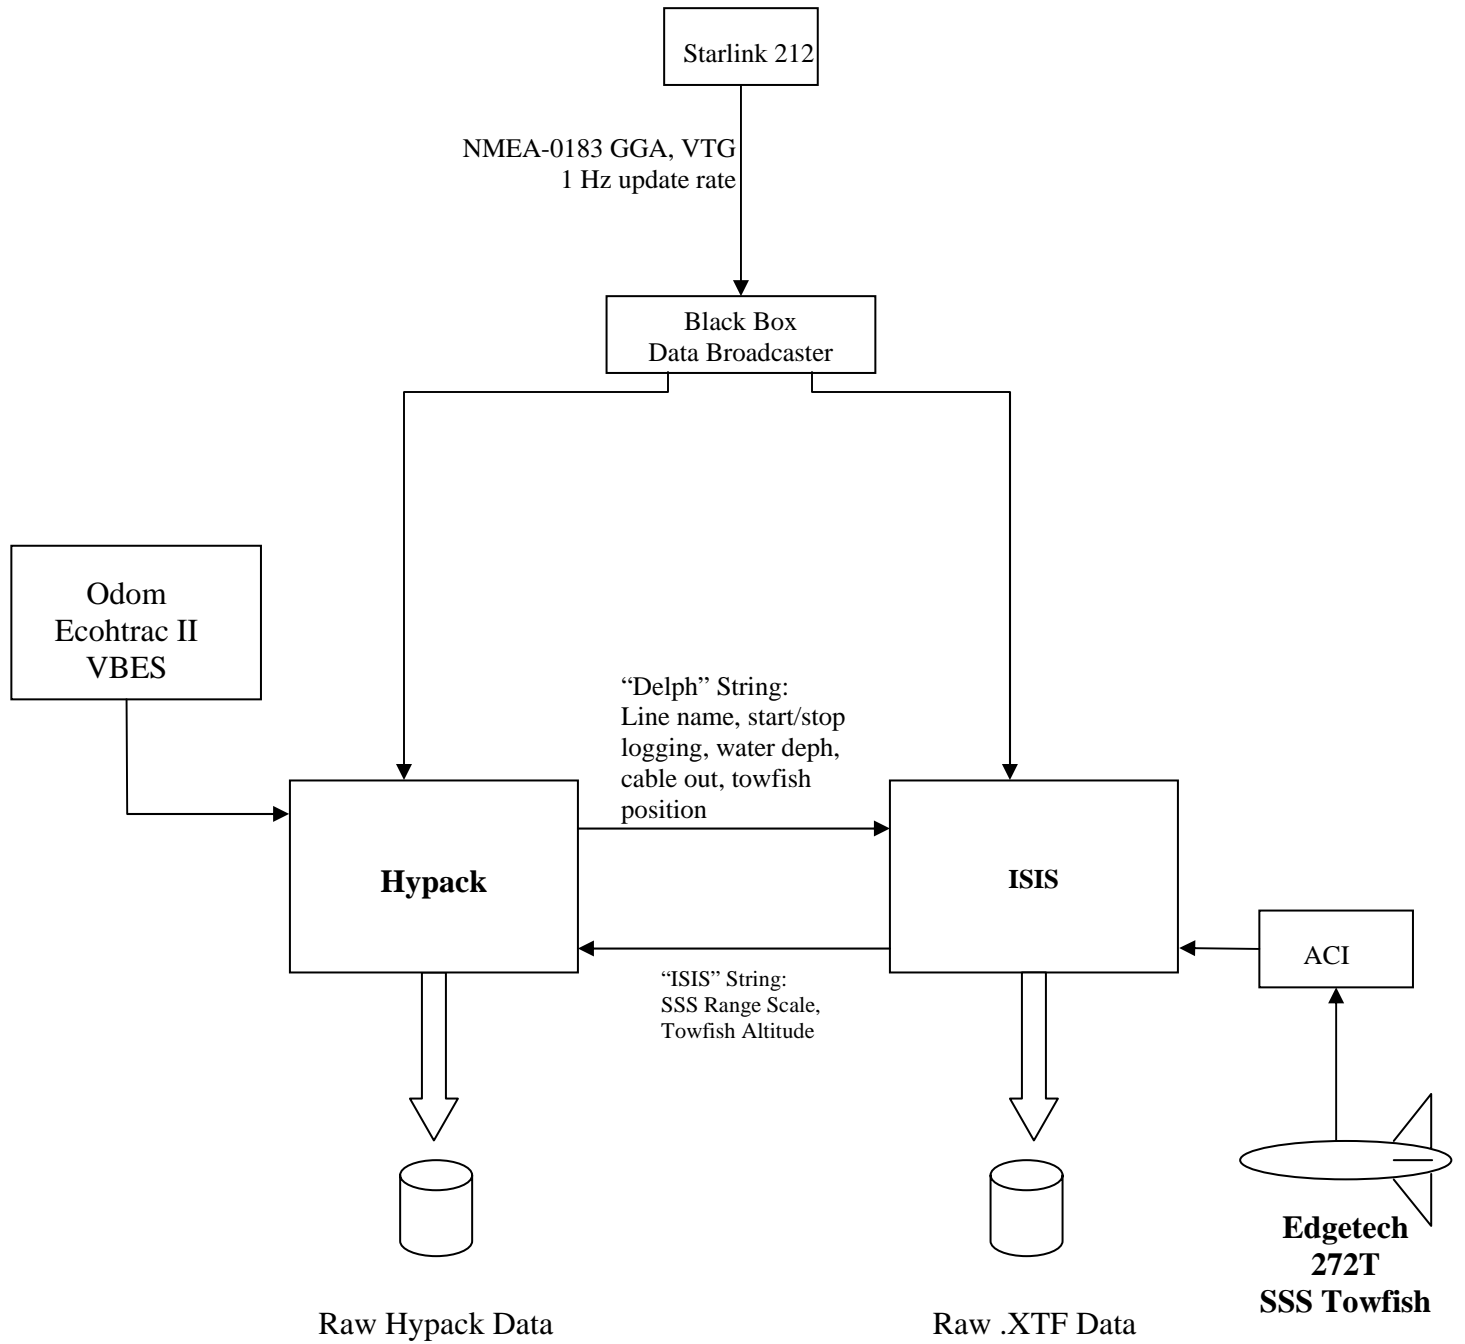 Starlink 212
NMEA-0183 GGA, VTG
1 Hz update rate
Black Box
Data Broadcaster
Odom
Ecohtrac II
VBES
“Delph” String:
Line name, start/stop
logging, water deph,
cable out, towfish
position
Hypack
ISIS
ACI
“ISIS” String:
SSS Range Scale,
Towfish Altitude
Edgetech
272T
SSS Towfish
Raw Hypack Data
Raw .XTF Data